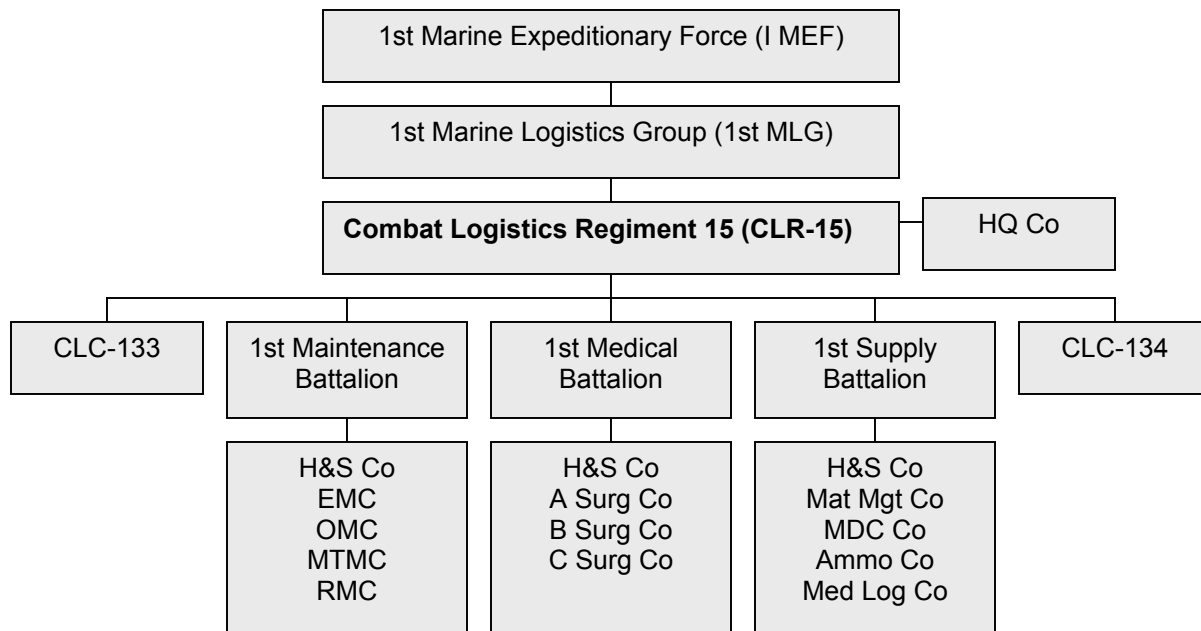 1st Marine Expeditionary Force (I MEF)
1st Marine Logistics Group (1st MLG)
Combat Logistics Regiment 15 (CLR-15)
HQ Co
CLC-133
1st Maintenance
Battalion
1st Medical
Battalion
1st Supply
Battalion
CLC-134
H&S Co
EMC
OMC
MTMC
RMC
H&S Co
A Surg Co
B Surg Co
C Surg Co
H&S Co
Mat Mgt Co
MDC Co
Ammo Co
Med Log Co